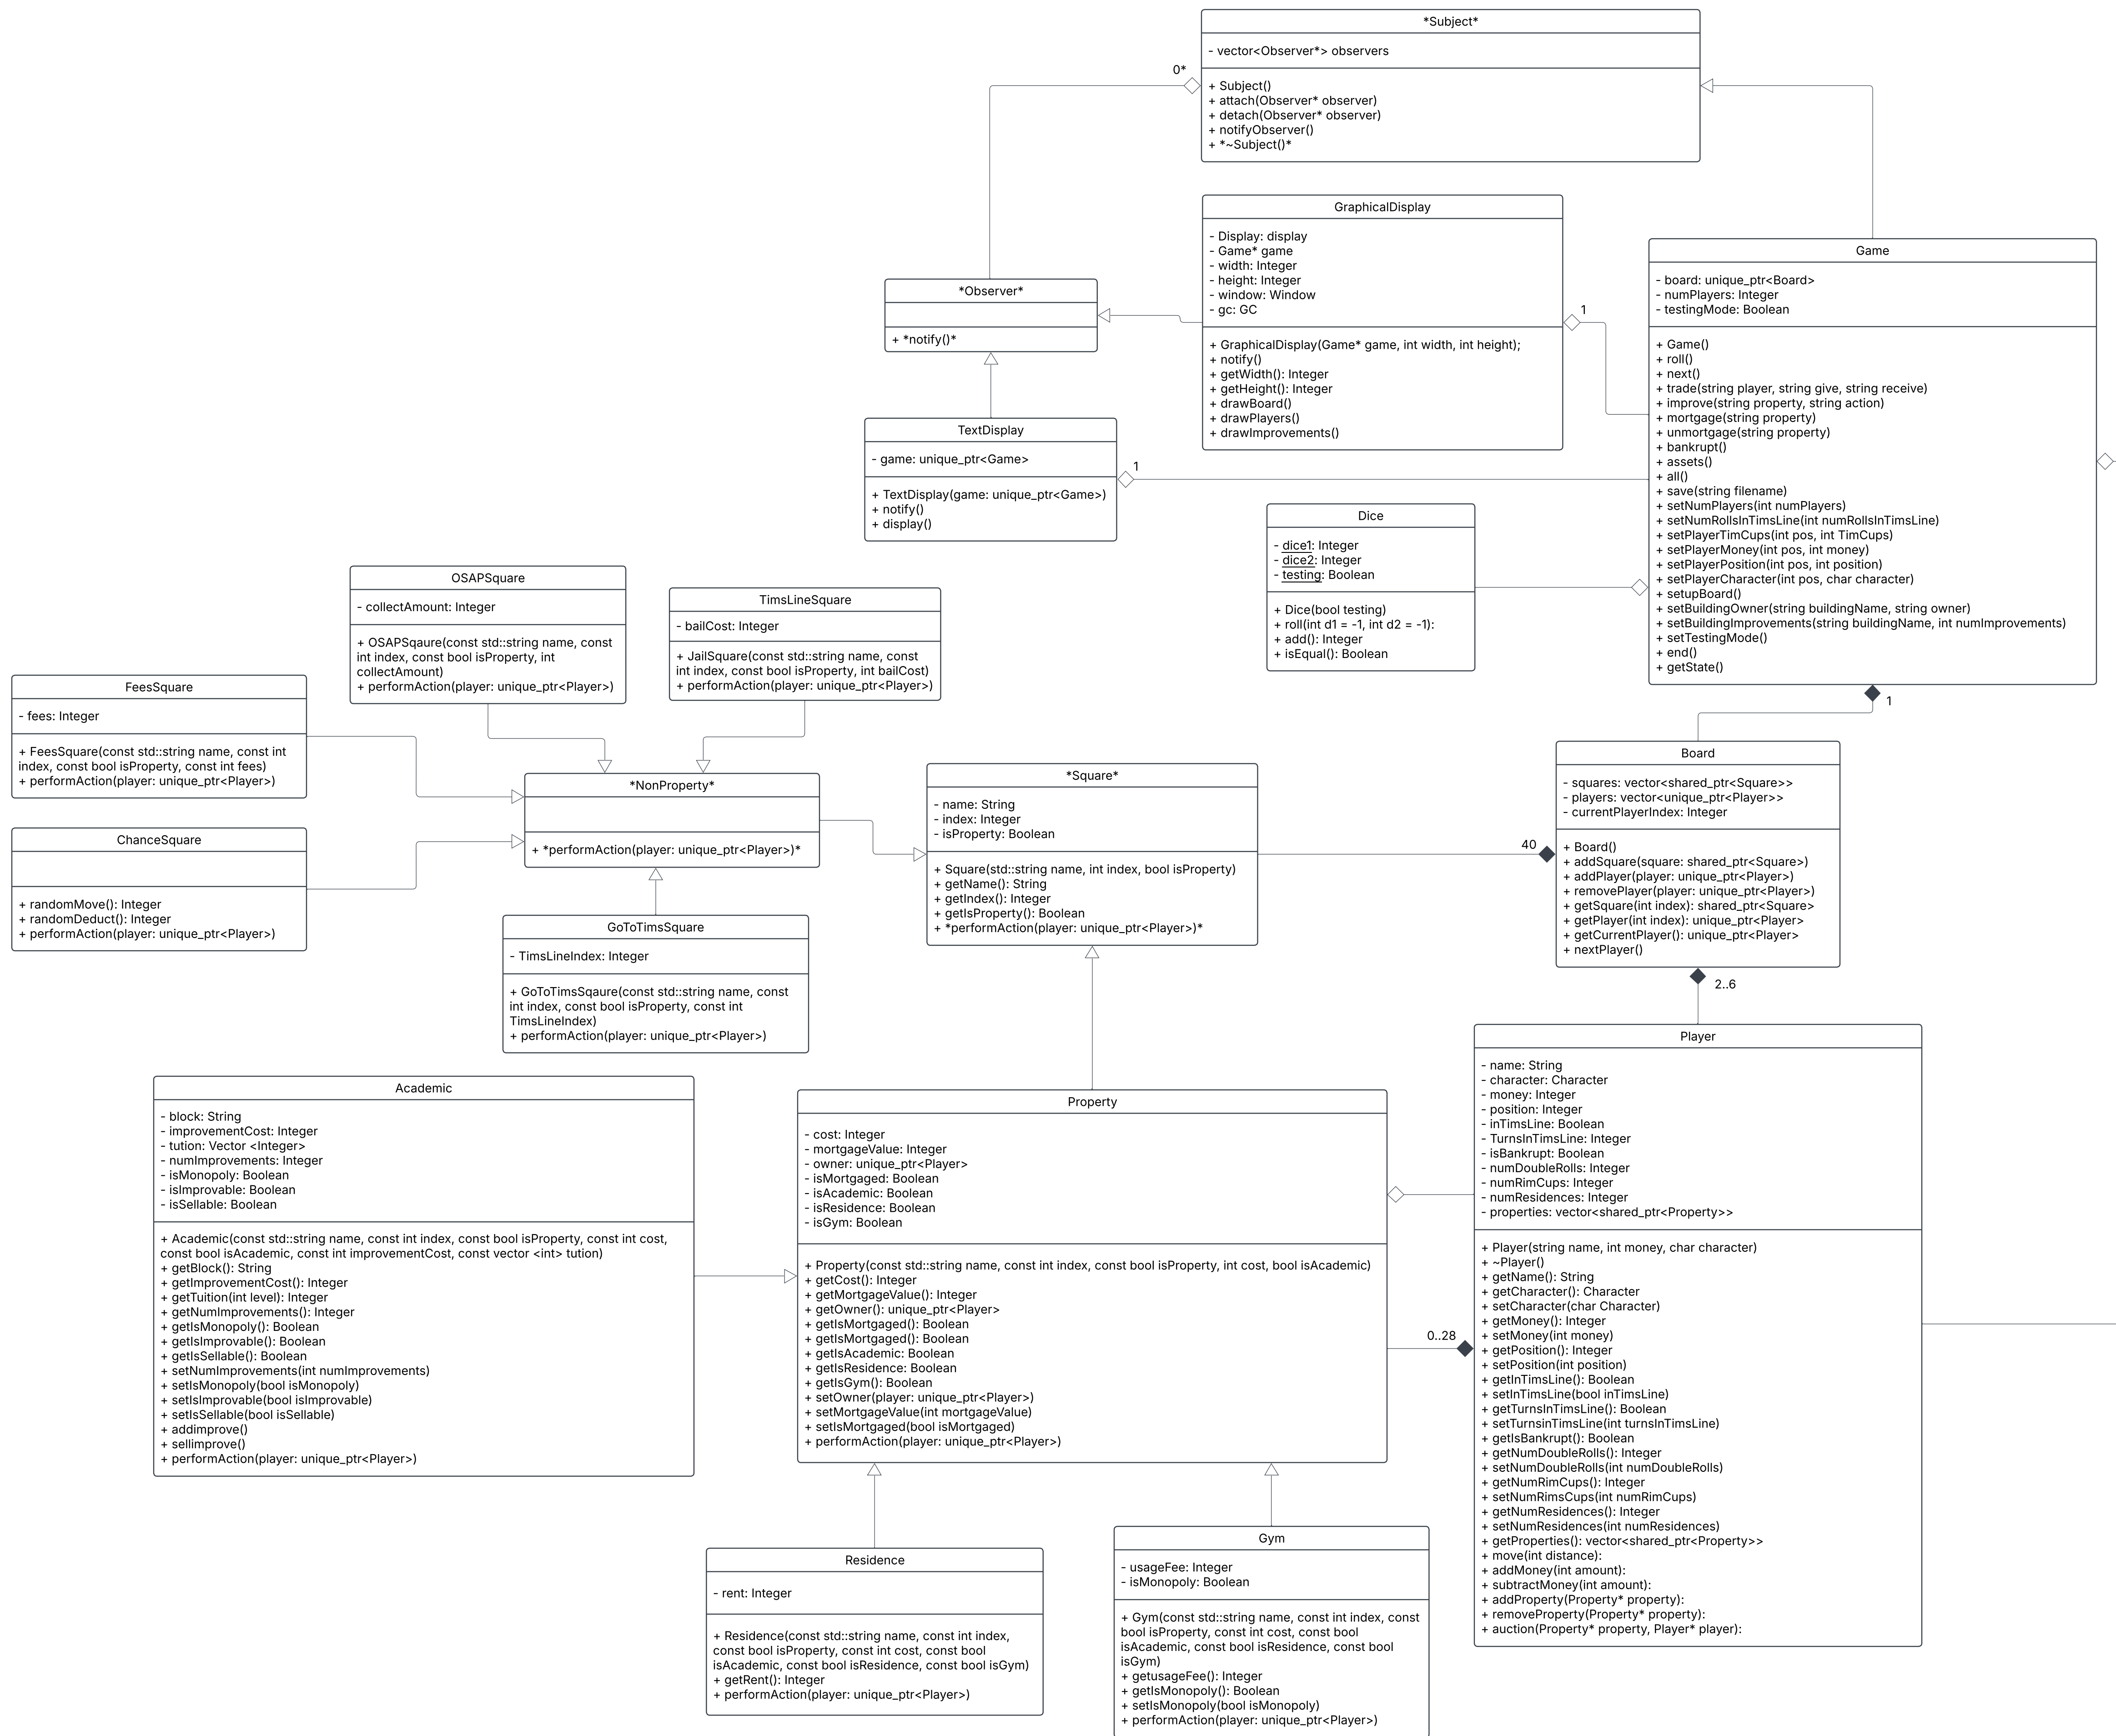 *Subject*
- vector<Observer*> observers
0*
+ Subject()
+ attach(Observer* observer)
+ detach(Observer* observer)
+ notifyObserver()
+ *~Subject()*
GraphicalDisplay
- Display: display
- Game* game
- width: Integer
- height: Integer
- window: Window
- gc: GC
+ GraphicalDisplay(Game* game, int width, int height);
+ notify()
+ getWidth(): Integer
+ getHeight(): Integer
+ drawBoard()
+ drawPlayers()
+ drawImprovements()
1
Game
- board: unique_ptr<Board>
- numPlayers: Integer
- testingMode: Boolean
+ Game()
+ roll()
+ next()
+ trade(string player, string give, string receive)
+ improve(string property, string action)
+ mortgage(string property)
+ unmortgage(string property)
+ bankrupt()
+ assets()
+ all()
+ save(string filename)
+ setNumPlayers(int numPlayers)
+ setNumRollsInTimsLine(int numRollsInTimsLine)
+ setPlayerTimCups(int pos, int TimCups)
+ setPlayerMoney(int pos, int money)
+ setPlayerPosition(int pos, int position)
+ setPlayerCharacter(int pos, char character)
+ setupBoard()
+ setBuildingOwner(string buildingName, string owner)
+ setBuildingImprovements(string buildingName, int numImprovements)
+ setTestingMode()
+ end()
+ getState()
1
*Observer*
+ *notify()*
TextDisplay
- game: unique_ptr<Game>
+ TextDisplay(game: unique_ptr<Game>)
+ notify()
+ display()
1
Dice
- dice1: Integer
- dice2: Integer
- testing: Boolean
+ Dice(bool testing)
+ roll(int d1 = -1, int d2 = -1):
+ add(): Integer
+ isEqual(): Boolean
OSAPSquare
- collectAmount: Integer
+ OSAPSqaure(const std::string name, const
int index, const bool isProperty, int
collectAmount)
+ performAction(player: unique_ptr<Player>)
TimsLineSquare
- bailCost: Integer
+ JailSquare(const std::string name, const
int index, const bool isProperty, int bailCost)
+ performAction(player: unique_ptr<Player>)
FeesSquare
- fees: Integer
+ FeesSquare(const std::string name, const int
index, const bool isProperty, const int fees)
+ performAction(player: unique_ptr<Player>)
ChanceSquare
+ randomMove(): Integer
+ randomDeduct(): Integer
+ performAction(player: unique_ptr<Player>)
*NonProperty*
+ *performAction(player: unique_ptr<Player>)*
GoToTimsSquare
- TimsLineIndex: Integer
+ GoToTimsSqaure(const std::string name, const
int index, const bool isProperty, const int
TimsLineIndex)
+ performAction(player: unique_ptr<Player>)
*Square*
- name: String
- index: Integer
- isProperty: Boolean
+ Square(std::string name, int index, bool isProperty)
+ getName(): String
+ getIndex(): Integer
+ getIsProperty(): Boolean
+ *performAction(player: unique_ptr<Player>)*
40
Board
- squares: vector<shared_ptr<Square>>
- players: vector<unique_ptr<Player>>
- currentPlayerIndex: Integer
+ Board()
+ addSquare(square: shared_ptr<Square>)
+ addPlayer(player: unique_ptr<Player>)
+ removePlayer(player: unique_ptr<Player>)
+ getSquare(int index): shared_ptr<Square>
+ getPlayer(int index): unique_ptr<Player>
+ getCurrentPlayer(): unique_ptr<Player>
+ nextPlayer()
2..6
Academic
- block: String
- improvementCost: Integer
- tution: Vector <Integer>
- numImprovements: Integer
- isMonopoly: Boolean
- isImprovable: Boolean
- isSellable: Boolean
+ Academic(const std::string name, const int index, const bool isProperty, const int cost,
const bool isAcademic, const int improvementCost, const vector <int> tution)
+ getBlock(): String
+ getImprovementCost(): Integer
+ getTuition(int level): Integer
+ getNumImprovements(): Integer
+ getIsMonopoly(): Boolean
+ getIsImprovable(): Boolean
+ getIsSellable(): Boolean
+ setNumImprovements(int numImprovements)
+ setIsMonopoly(bool isMonopoly)
+ setIsImprovable(bool isImprovable)
+ setIsSellable(bool isSellable)
+ addimprove()
+ sellimprove()
+ performAction(player: unique_ptr<Player>)
Property
- cost: Integer
- mortgageValue: Integer
- owner: unique_ptr<Player>
- isMortgaged: Boolean
- isAcademic: Boolean
- isResidence: Boolean
- isGym: Boolean
+ Property(const std::string name, const int index, const bool isProperty, int cost, bool isAcademic)
+ getCost(): Integer
+ getMortgageValue(): Integer
+ getOwner(): unique_ptr<Player>
+ getIsMortgaged(): Boolean
+ getIsMortgaged(): Boolean
+ getIsAcademic: Boolean
+ getIsResidence: Boolean
+ getIsGym(): Boolean
+ setOwner(player: unique_ptr<Player>)
+ setMortgageValue(int mortgageValue)
+ setIsMortgaged(bool isMortgaged)
+ performAction(player: unique_ptr<Player>)
0..28
Player
- name: String
- character: Character
- money: Integer
- position: Integer
- inTimsLine: Boolean
- TurnsInTimsLine: Integer
- isBankrupt: Boolean
- numDoubleRolls: Integer
- numRimCups: Integer
- numResidences: Integer
- properties: vector<shared_ptr<Property>>
+ Player(string name, int money, char character)
+ ~Player()
+ getName(): String
+ getCharacter(): Character
+ setCharacter(char Character)
+ getMoney(): Integer
+ setMoney(int money)
+ getPosition(): Integer
+ setPosition(int position)
+ getInTimsLine(): Boolean
+ setInTimsLine(bool inTimsLine)
+ getTurnsInTimsLine(): Boolean
+ setTurnsinTimsLine(int turnsInTimsLine)
+ getIsBankrupt(): Boolean
+ getNumDoubleRolls(): Integer
+ setNumDoubleRolls(int numDoubleRolls)
+ getNumRimCups(): Integer
+ setNumRimsCups(int numRimCups)
+ getNumResidences(): Integer
+ setNumResidences(int numResidences)
+ getProperties(): vector<shared_ptr<Property>>
+ move(int distance):
+ addMoney(int amount):
+ subtractMoney(int amount):
+ addProperty(Property* property):
+ removeProperty(Property* property):
+ auction(Property* property, Player* player):
Residence
- rent: Integer
+ Residence(const std::string name, const int index,
const bool isProperty, const int cost, const bool
isAcademic, const bool isResidence, const bool isGym)
+ getRent(): Integer
+ performAction(player: unique_ptr<Player>)
Gym
- usageFee: Integer
- isMonopoly: Boolean
+ Gym(const std::string name, const int index, const
bool isProperty, const int cost, const bool
isAcademic, const bool isResidence, const bool
isGym)
+ getusageFee(): Integer
+ getIsMonopoly(): Boolean
+ setIsMonopoly(bool isMonopoly)
+ performAction(player: unique_ptr<Player>)